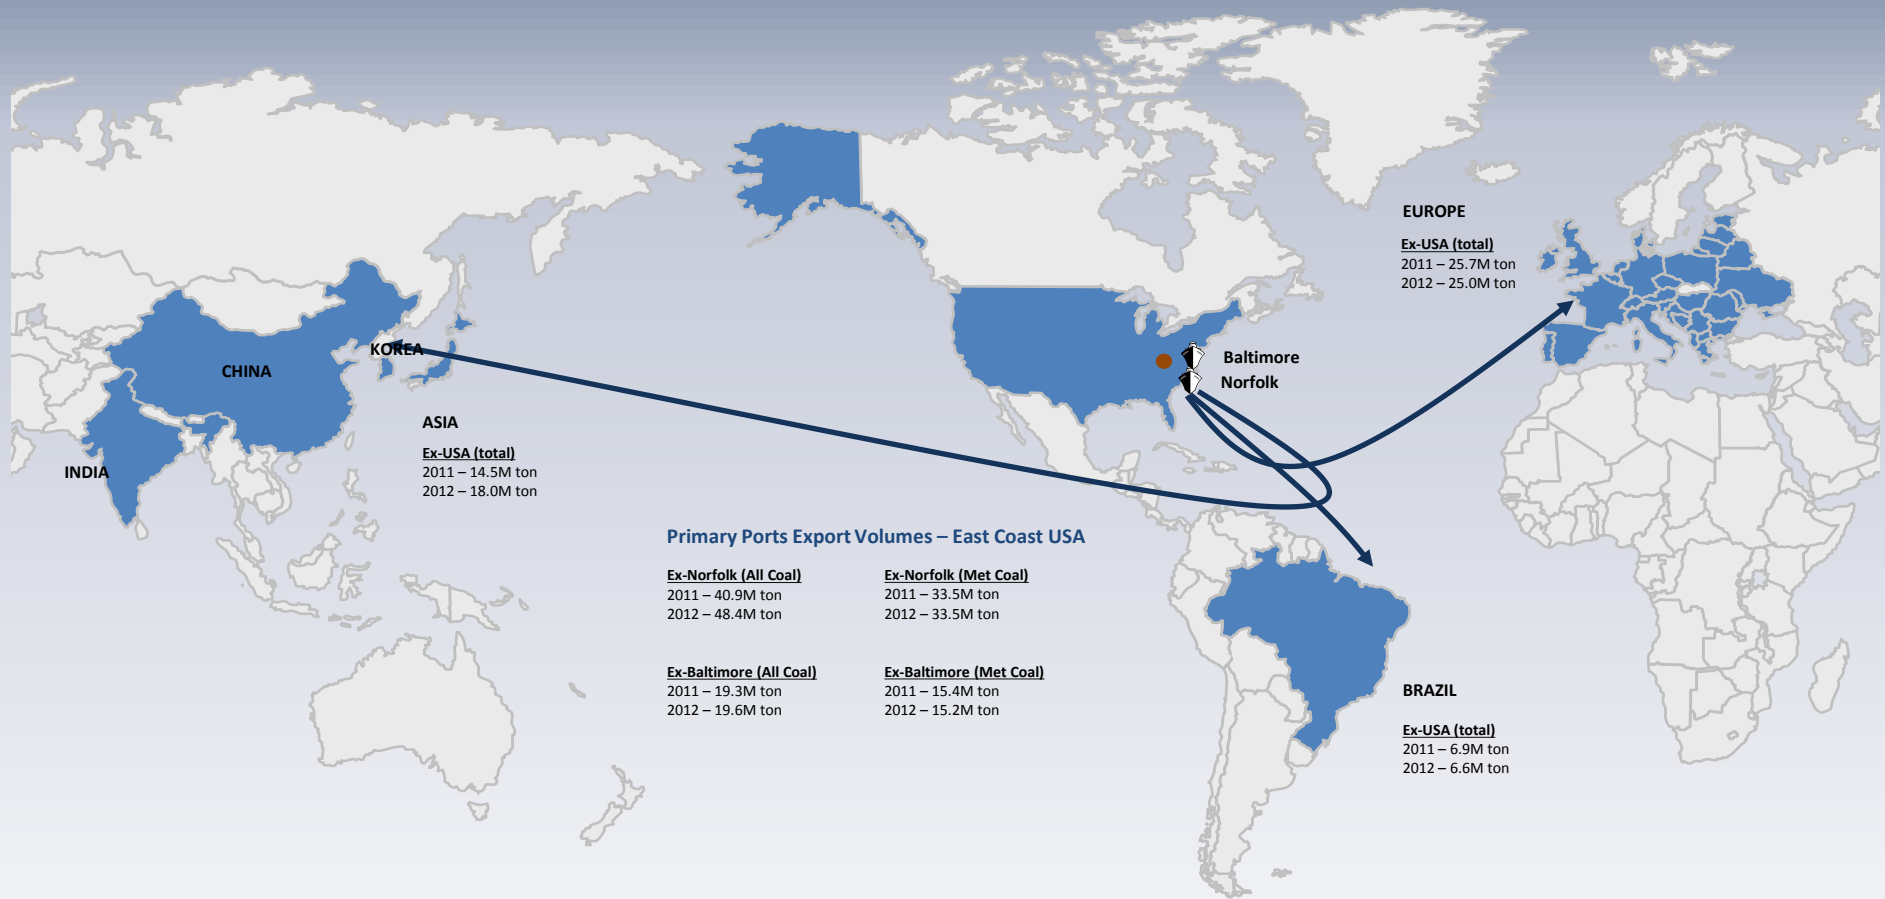 EUROPE
Ex-USA (total)
2011 – 25.7M ton
2012 – 25.0M ton
Baltimore
Norfolk
KOREA
CHINA
INDIA
ASIA
Ex-USA (total)
2011 – 14.5M ton
2012 – 18.0M ton
Primary Ports Export Volumes – East Coast USA
Ex-Norfolk (All Coal)
2011 – 40.9M ton
2012 – 48.4M ton
Ex-Norfolk (Met Coal)
2011 – 33.5M ton
2012 – 33.5M ton
Ex-Baltimore (All Coal)
2011 – 19.3M ton
2012 – 19.6M ton
Ex-Baltimore (Met Coal)
2011 – 15.4M ton
2012 – 15.2M ton
BRAZIL
Ex-USA (total)
2011 – 6.9M ton
2012 – 6.6M ton